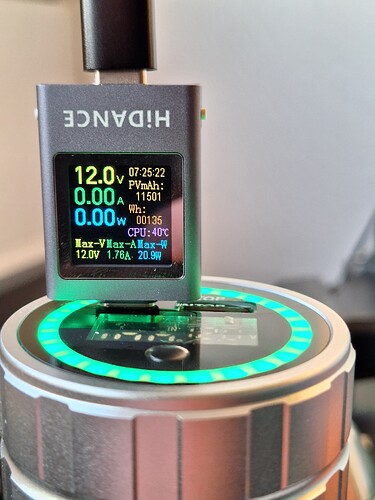 HiDANCE
12.0V
0.00A
0.00W
07:25:22
PVmAh:
11501
Wh:
00135
CPU:40℃
Max-V Max-A Max-W
12.0V 1.76A 20.9W